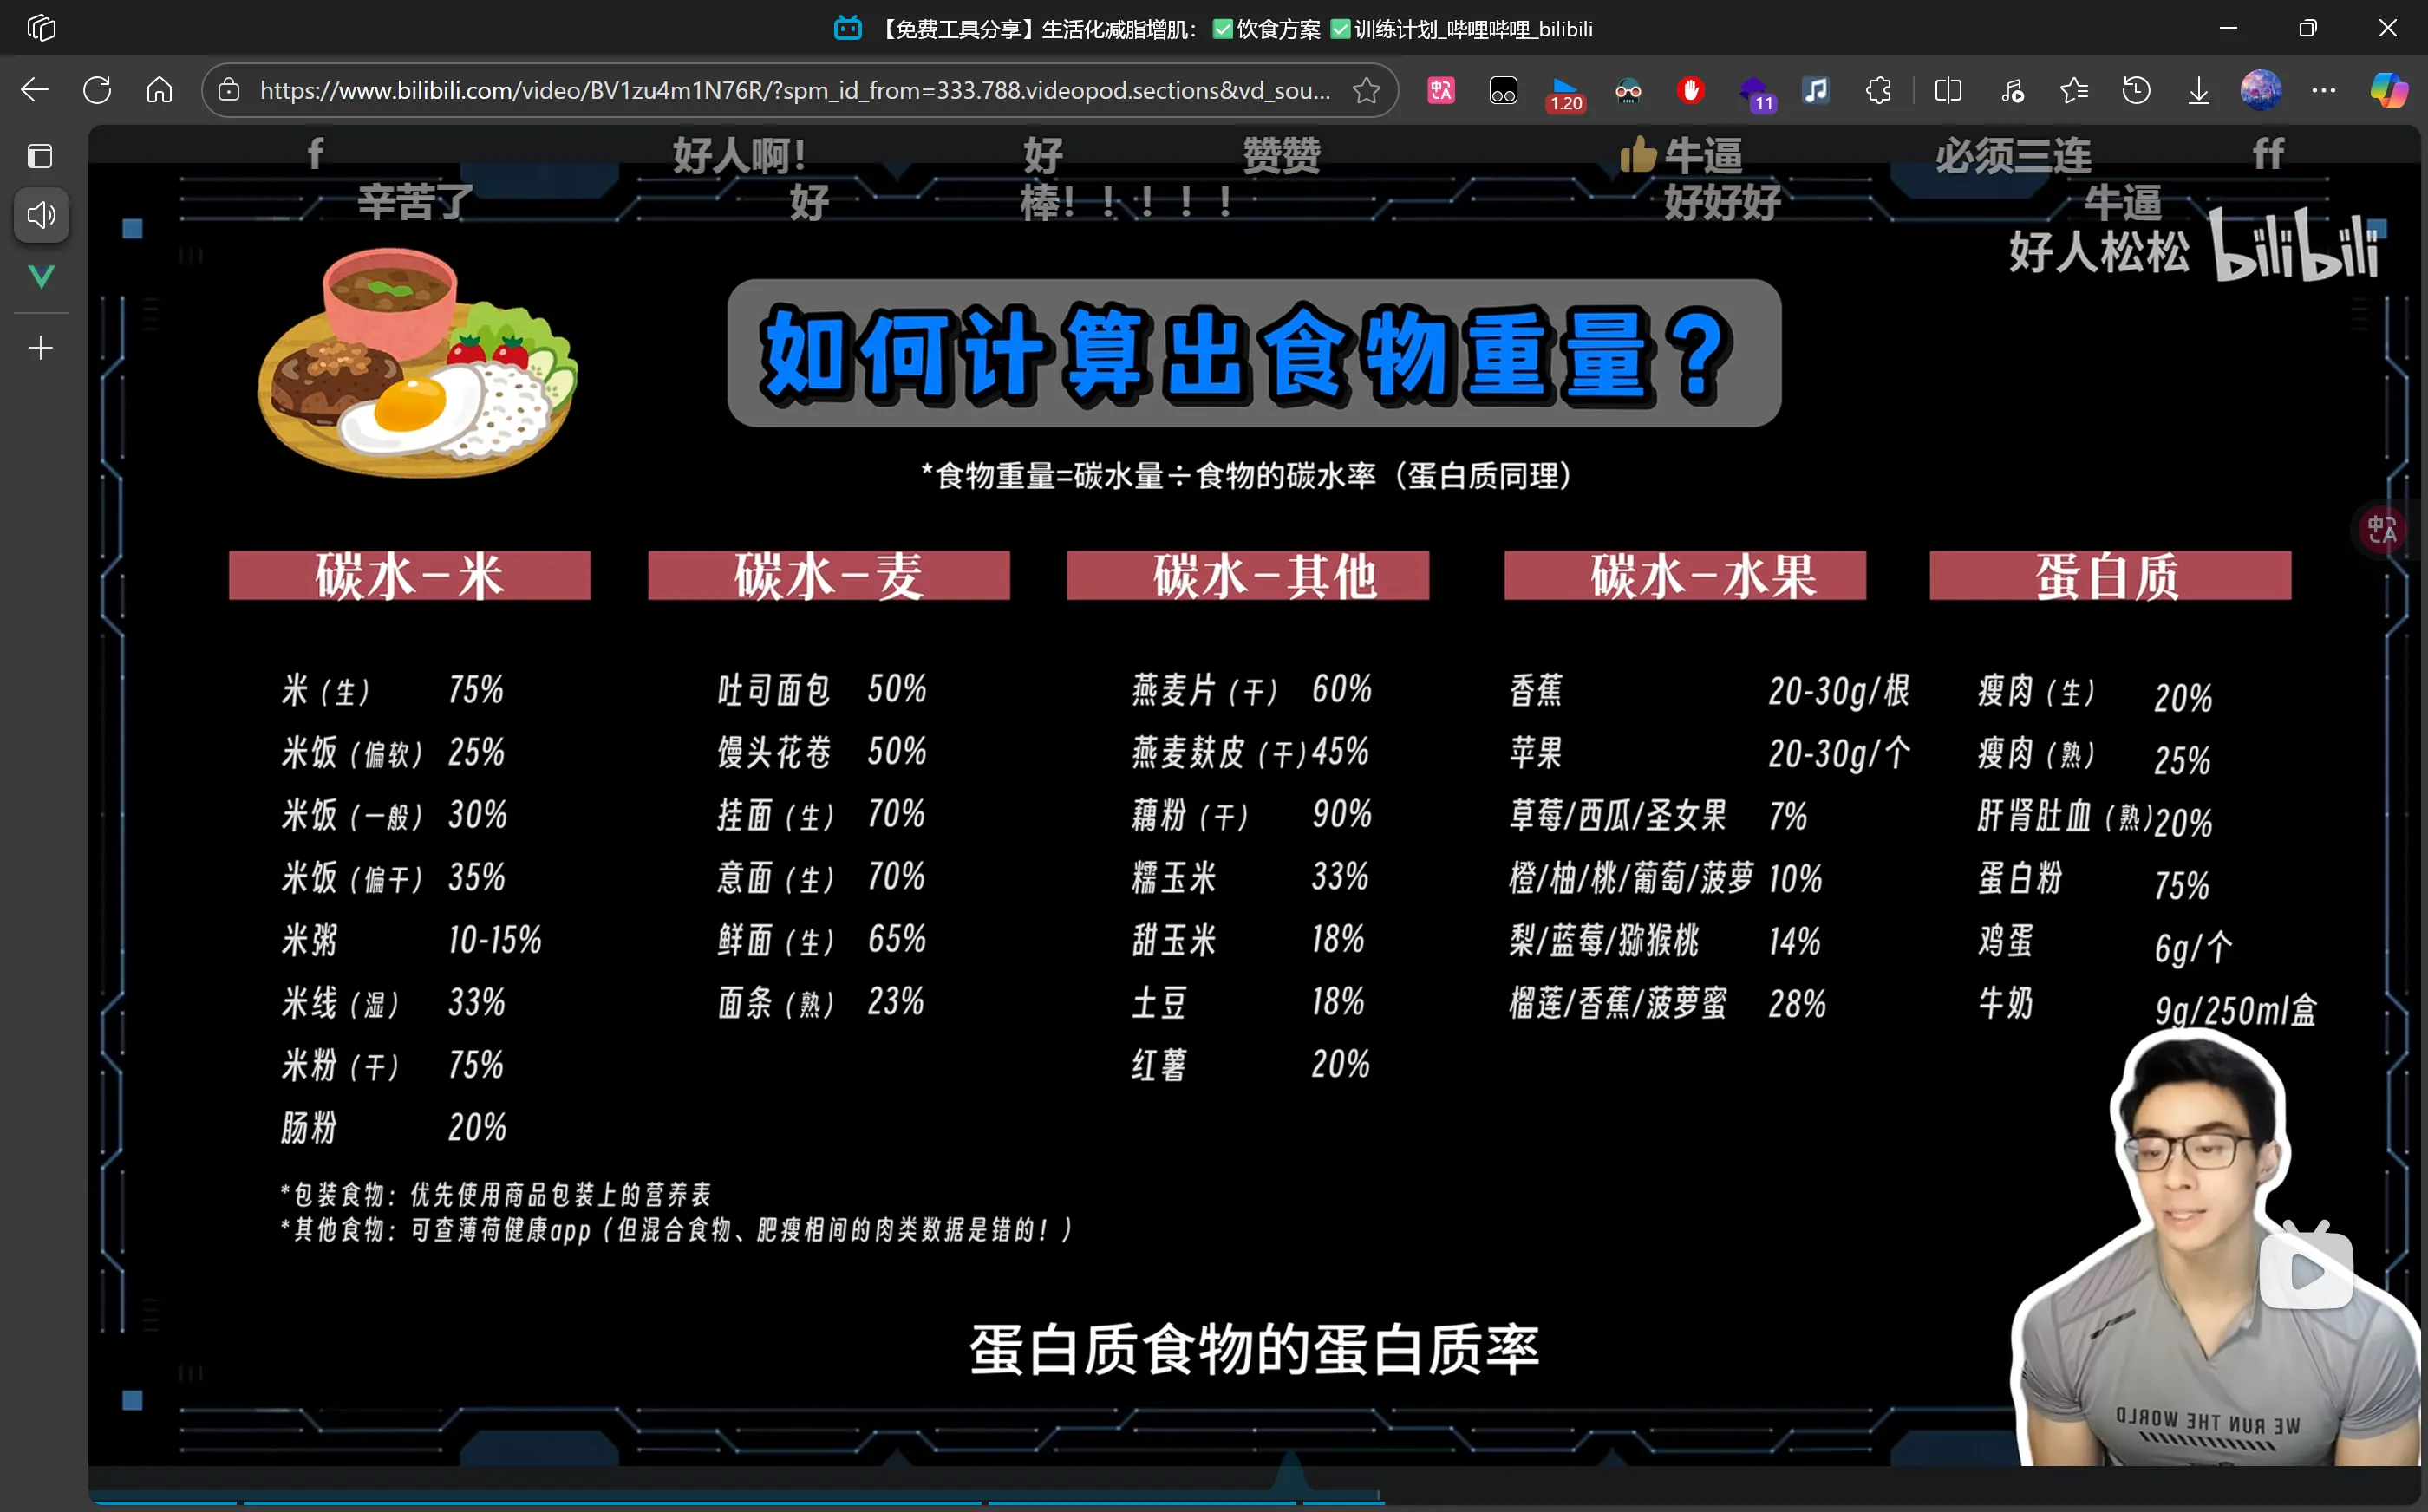 【免费工具分享】生活化减脂增肌：✅饮食方案 ✅训练计划_哔哩哔哩_bilibili
https://www.bilibili.com/video/BV1zu4m1N76R/?spm_id_from=333.788.videopod.sections&vd_sou...
1.20
11
f 好人啊！ 好 赞赞 👍牛逼 必须三连 ff
辛苦了 好 棒！！！！！ 好好好 牛逼
好人松松 bilibili
如何计算出食物重量？
*食物重量=碳水量÷食物的碳水率（蛋白质同理）
中A
碳水-米
米（生） 75%
米饭（偏软） 25%
米饭（一般） 30%
米饭（偏干） 35%
米粥 10-15%
米线（湿） 33%
米粉（干） 75%
肠粉 20%
碳水-麦
吐司面包 50%
馒头花卷 50%
挂面（生） 70%
意面（生） 70%
鲜面（生） 65%
面条（熟） 23%
碳水-其他
燕麦片（干） 60%
燕麦麸皮（干） 45%
藕粉（干） 90%
糯玉米 33%
甜玉米 18%
土豆 18%
红薯 20%
碳水-水果
香蕉 20-30g/根
苹果 20-30g/个
草莓/西瓜/圣女果 7%
橙/柚/桃/葡萄/菠萝 10%
梨/蓝莓/猕猴桃 14%
榴莲/香蕉/菠萝蜜 28%
蛋白质
瘦肉（生） 20%
瘦肉（熟） 25%
肝肾肚血（熟） 20%
蛋白粉 75%
鸡蛋 6g/个
牛奶 9g/250ml盒
*包装食物：优先使用商品包装上的营养表
*其他食物：可查薄荷健康app（但混合食物、肥瘦相间的肉类数据是错的！）
蛋白质食物的蛋白质率
WE RUN THE WORLD